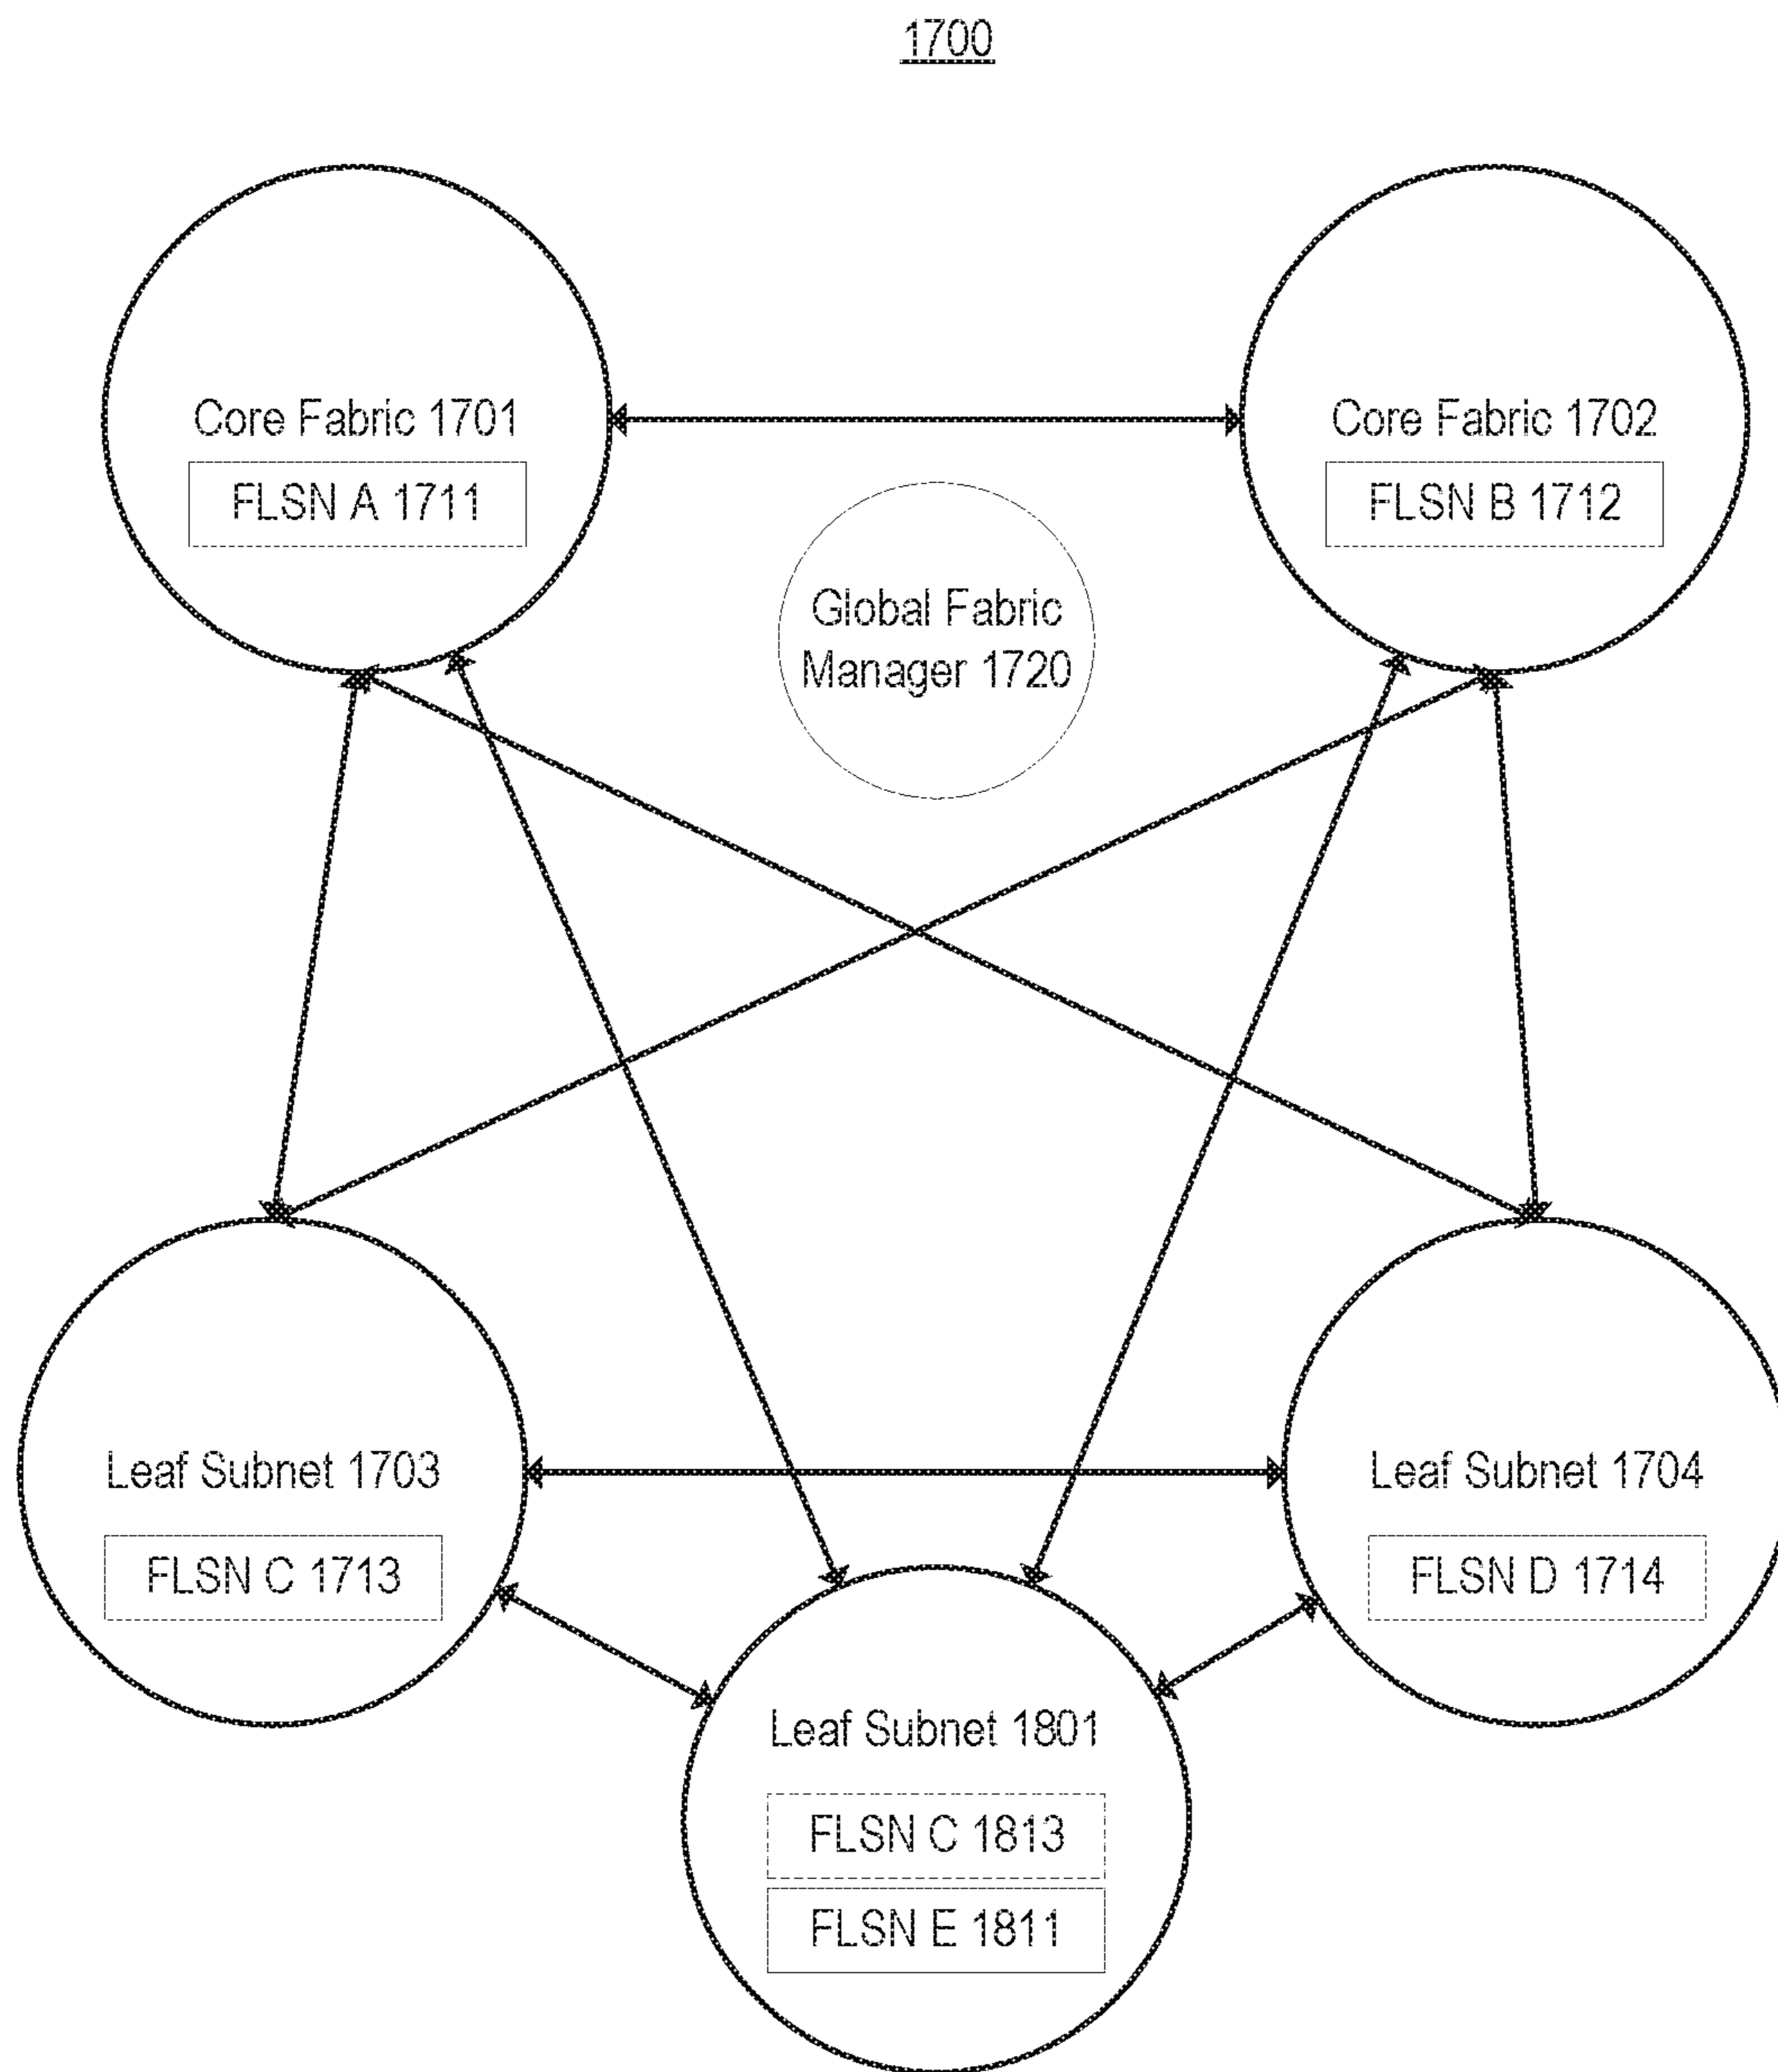 1700
Core Fabric 1701
FLSN A 1711
Core Fabric 1702
FLSN B 1712
Global Fabric
Manager 1720
Leaf Subnet 1703
FLSN C 1713
Leaf Subnet 1704
FLSN D 1714
Leaf Subnet 1801
FLSN C 1813
FLSN E 1811